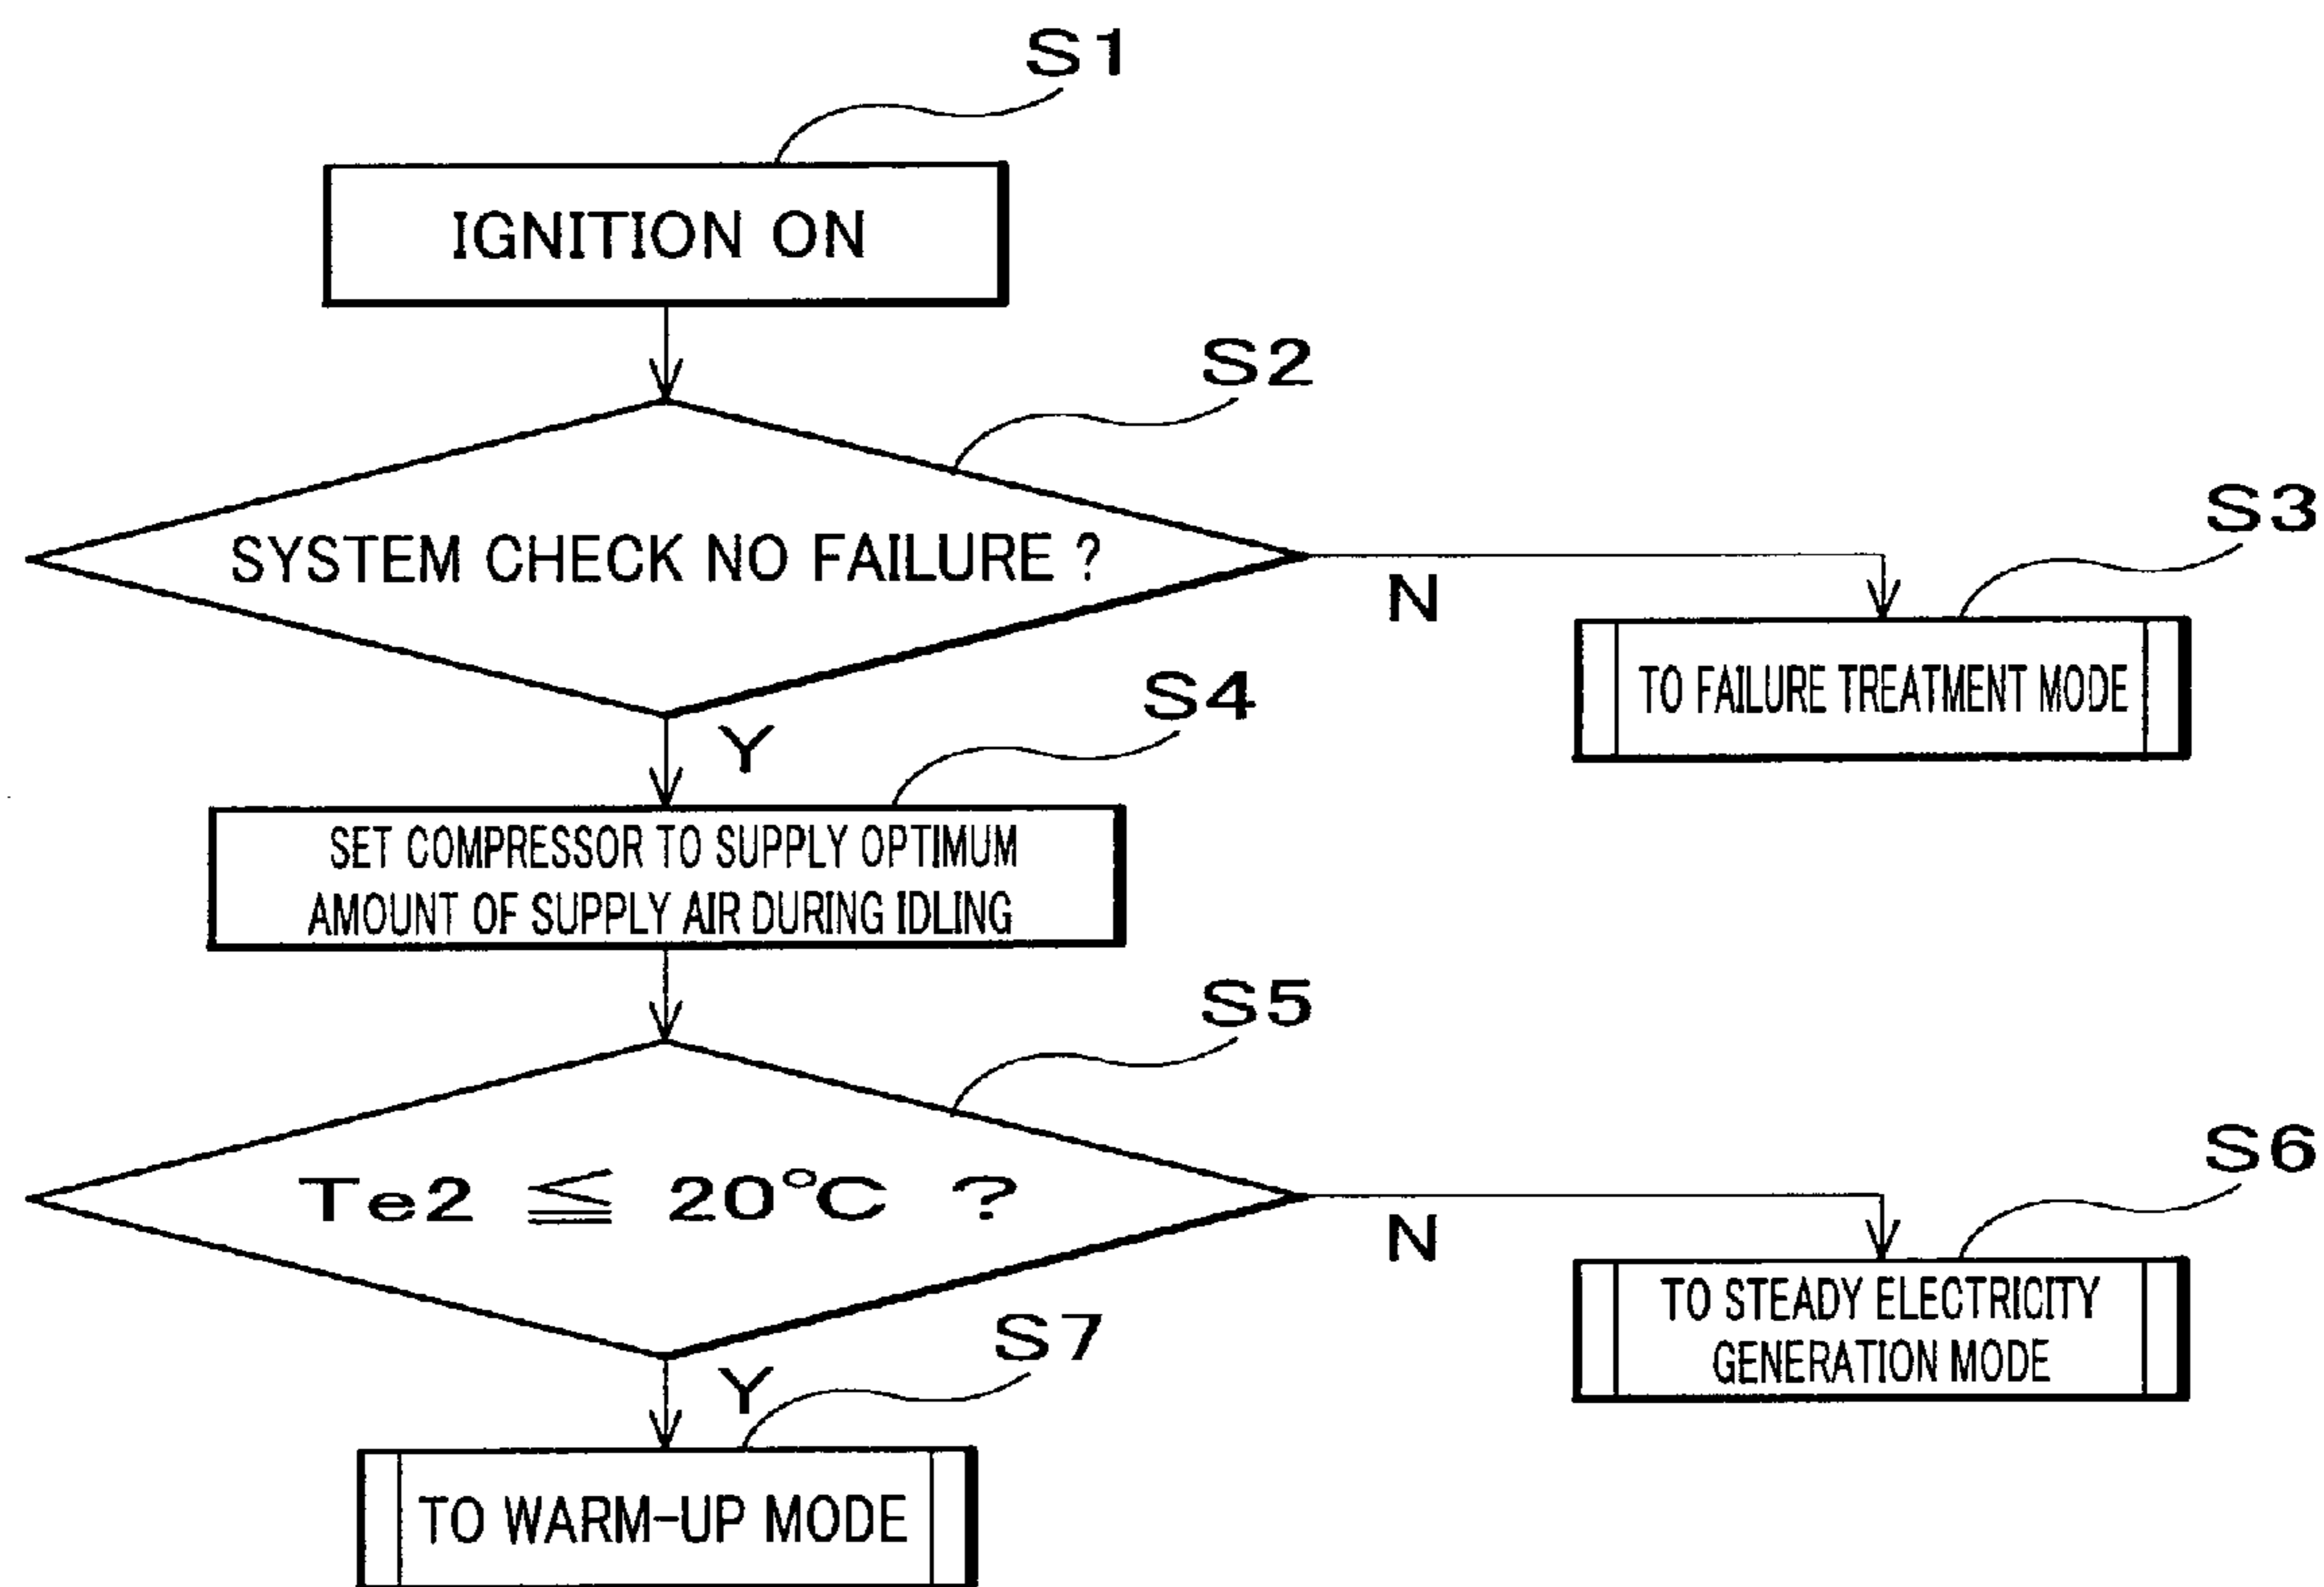 S1
IGNITION ON
S2
SYSTEM CHECK NO FAILURE ?
N
S3
TO FAILURE TREATMENT MODE
Y
S4
SET COMPRESSOR TO SUPPLY OPTIMUM
AMOUNT OF SUPPLY AIR DURING IDLING
S5
Te2 ≦ 20°C ?
N
S6
TO STEADY ELECTRICITY
GENERATION MODE
Y
S7
TO WARM-UP MODE